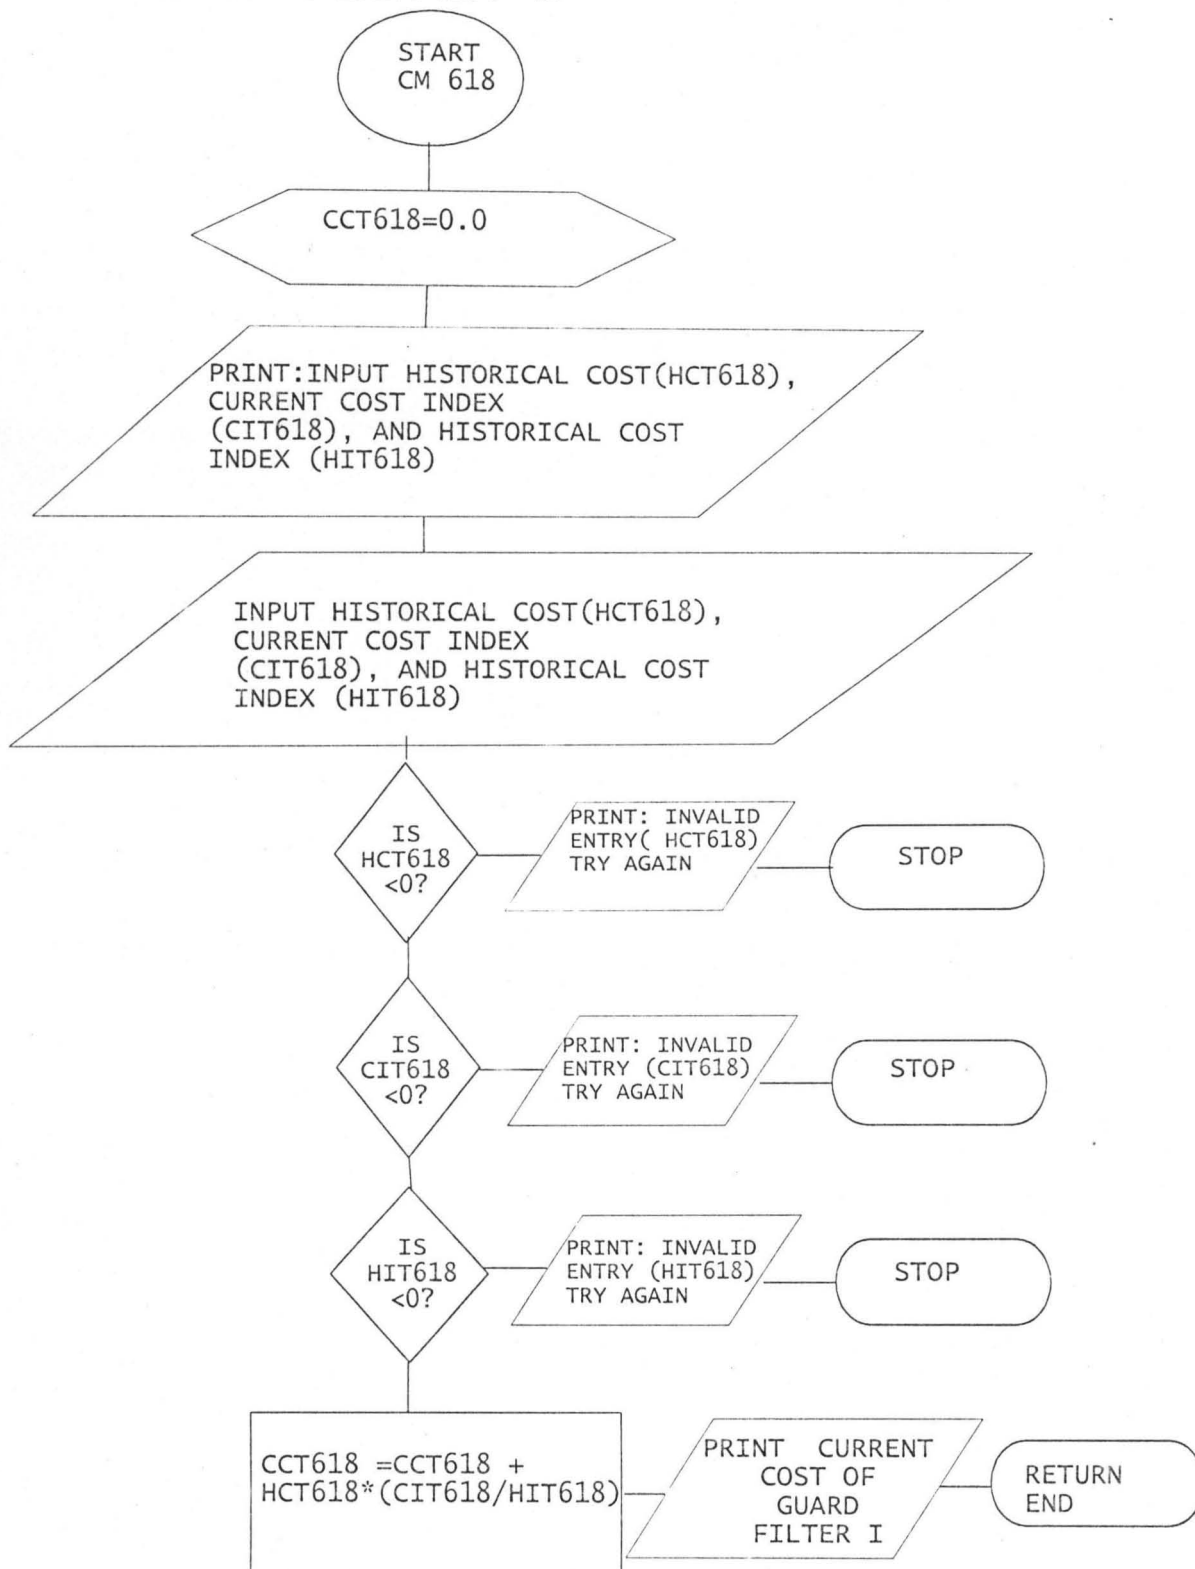 START
CM 618
CCT618=0.0
PRINT:INPUT HISTORICAL COST(HCT618),
CURRENT COST INDEX
(CIT618), AND HISTORICAL COST
INDEX (HIT618)
INPUT HISTORICAL COST(HCT618),
CURRENT COST INDEX
(CIT618), AND HISTORICAL COST
INDEX (HIT618)
IS
HCT618
<0?
PRINT: INVALID
ENTRY( HCT618)
TRY AGAIN
STOP
IS
CIT618
<0?
PRINT: INVALID
ENTRY (CIT618)
TRY AGAIN
STOP
IS
HIT618
<0?
PRINT: INVALID
ENTRY (HIT618)
TRY AGAIN
STOP
CCT618 =CCT618 +
HCT618*(CIT618/HIT618)
PRINT CURRENT
COST OF
GUARD
FILTER I
RETURN
END